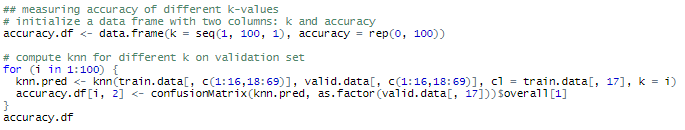 ## measuring accuracy of different k-values
# initialize a data frame with two columns: k and accuracy
accuracy.df <- data.frame(k = seq(1, 100, 1), accuracy = rep(0, 100))

# compute knn for different k on validation set
for (i in 1:100) {
  knn.pred <- knn(train.data[, c(1:16,18:69)], valid.data[, c(1:16,18:69)], cl = train.data[, 17], k = i)
  accuracy.df[i, 2] <- confusionMatrix(knn.pred, as.factor(valid.data[, 17]))$overall[1]
}
accuracy.df